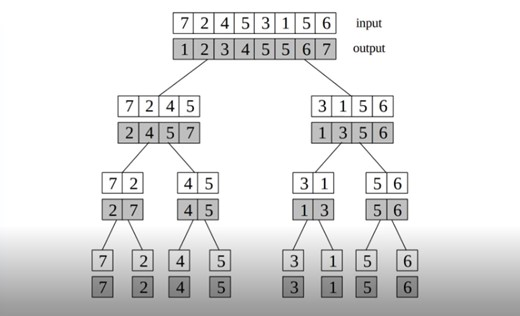 7 2 4 5 3 1 5 6 input
1 2 3 4 5 5 6 7 output
7 2 4 5 3 1 5 6
2 4 5 7 1 3 5 6
7 2 4 5 3 1 5 6
2 7 4 5 1 3 5 6
7 2 4 5 3 1 5 6
7 2 4 5 3 1 5 6